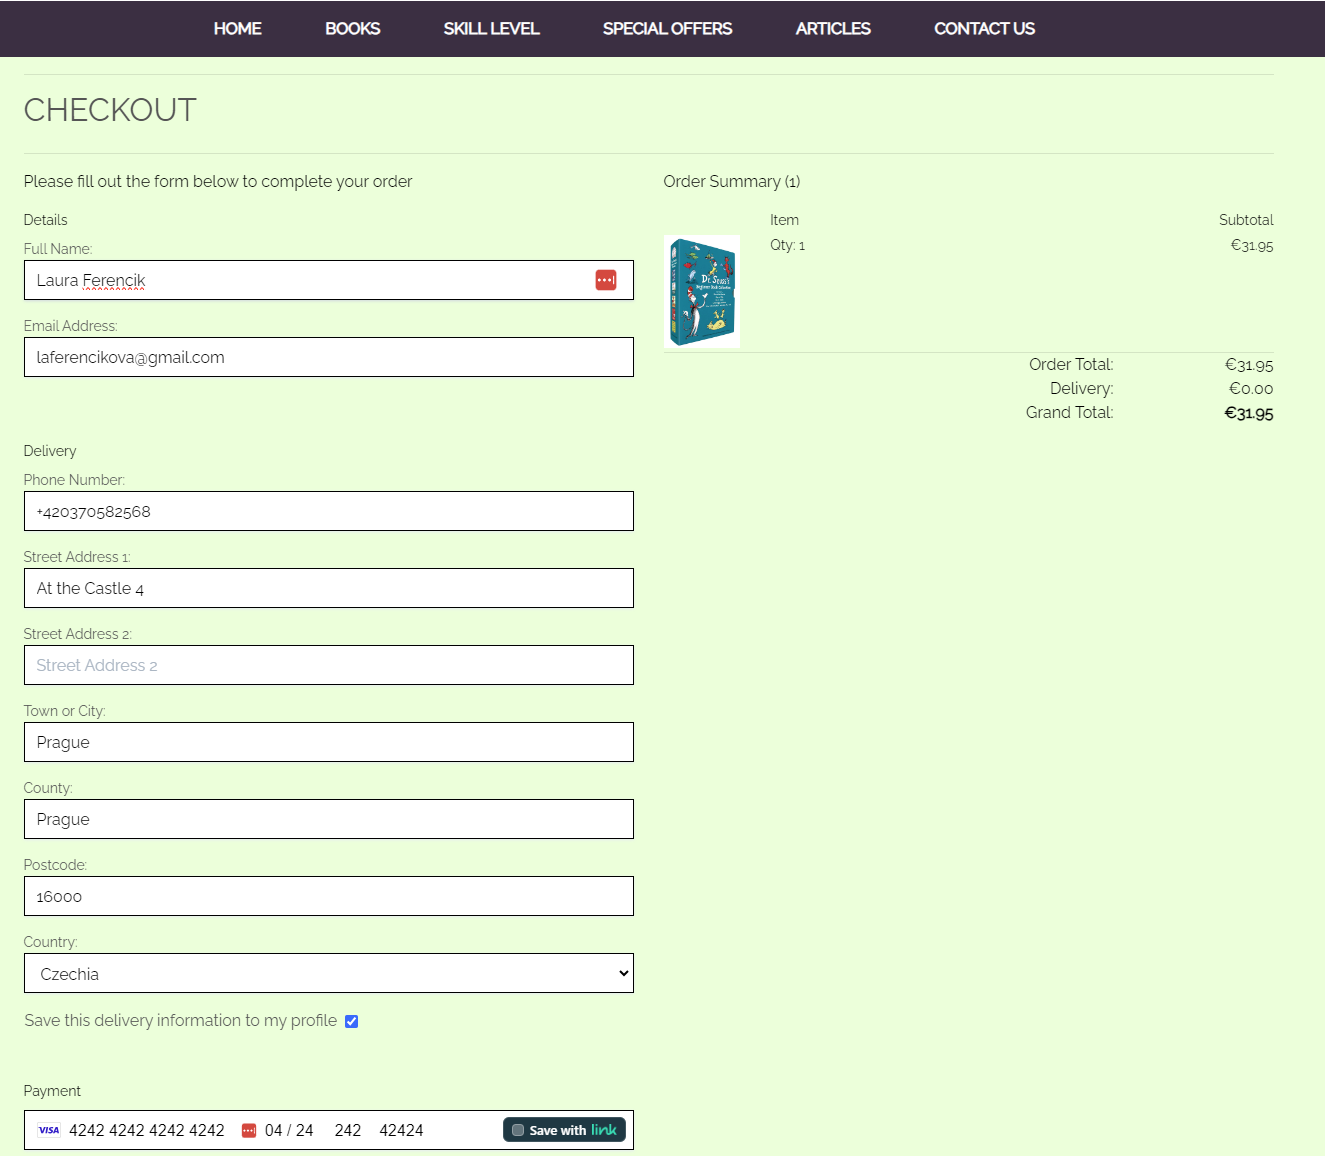 HOME BOOKS SKILL LEVEL SPECIAL OFFERS ARTICLES CONTACT US
CHECKOUT
Please fill out the form below to complete your order
Details
Full Name:
Laura Ferencik
Email Address:
laferencikova@gmail.com
Delivery
Phone Number:
+420370582568
Street Address 1:
At the Castle 4
Street Address 2:
Street Address 2
Town or City:
Prague
County:
Prague
Postcode:
16000
Country:
Czechia
Save this delivery information to my profile
Payment
VISA 4242 4242 4242 4242 04 / 24 242 42424 Save with link
Order Summary (1)
Item Subtotal
Qty: 1 €31.95
Dr. Seuss's
Beginner Book Collection
Order Total: €31.95
Delivery: €0.00
Grand Total: €31.95